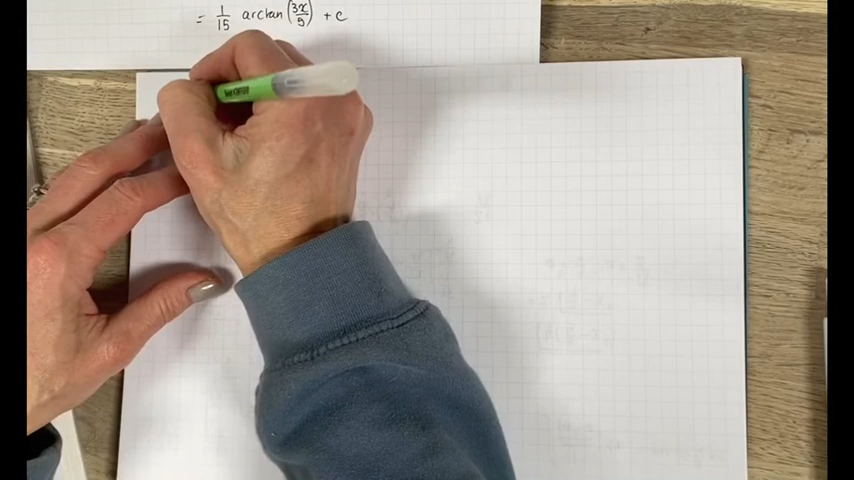 = 1/15 arctan(3x/5) + c